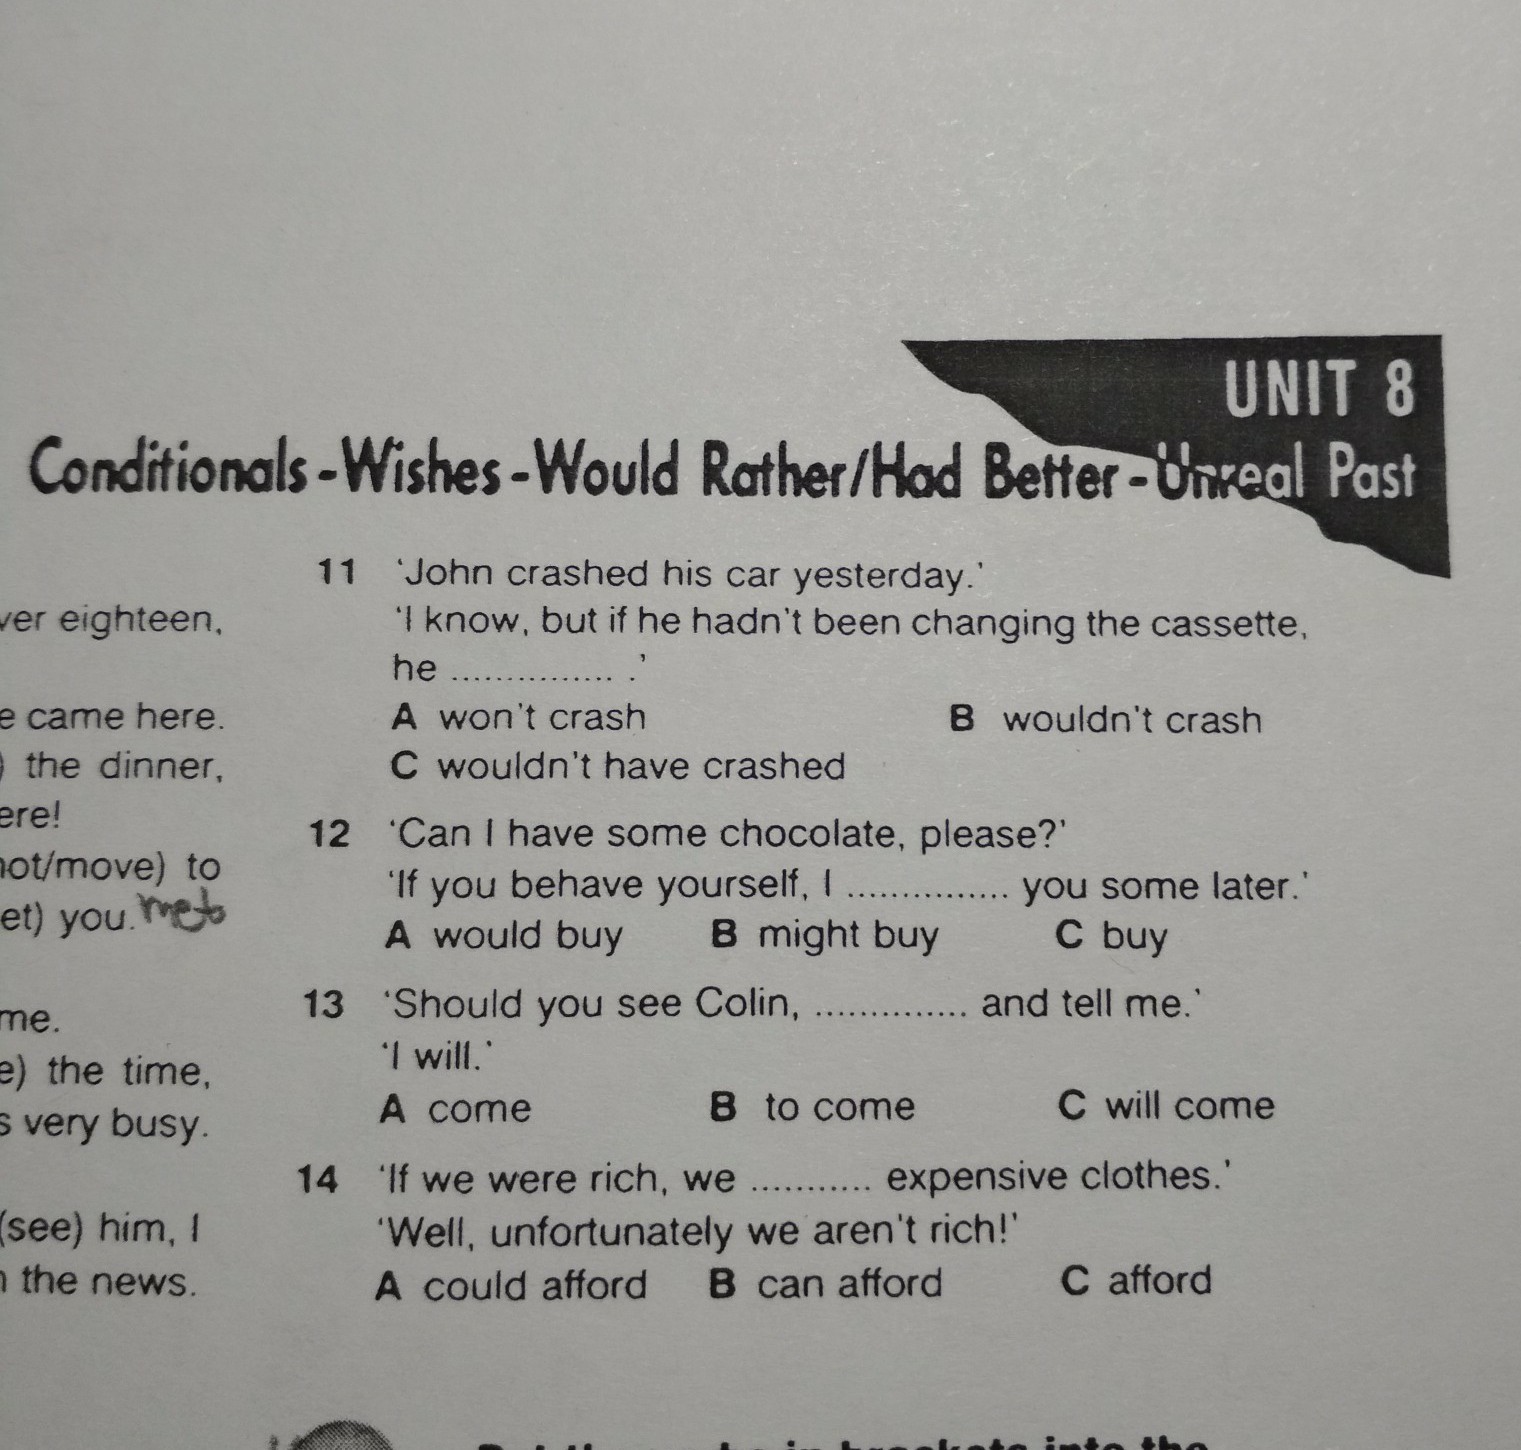 UNIT 8
Conditionals - Wishes - Would Rather/Had Better - Unreal Past
eighteen,
came here.
) the dinner,
to
you. met
me.
the time,
very busy.
(see) him, I
the news.
11 ‘John crashed his car yesterday.’
‘I know, but if he hadn't been changing the cassette,
he ............... .’
A won't crash B wouldn't crash
C wouldn't have crashed
12 ‘Can I have some chocolate, please?’
‘If you behave yourself, I ............... you some later.’
A would buy B might buy C buy
13 ‘Should you see Colin, .............. and tell me.’
‘I will.’
A come B to come C will come
14 ‘If we were rich, we ........... expensive clothes.’
‘Well, unfortunately we aren't rich!’
A could afford B can afford C afford
in brackets into the